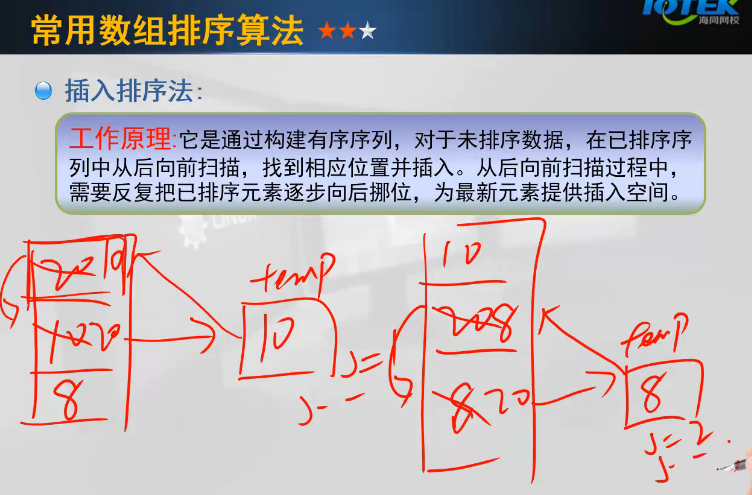 常用数组排序算法
IOTEK
海同网校
插入排序法:
工作原理:它是通过构建有序序列，对于未排序数据，在已排序序
列中从后向前扫描，找到相应位置并插入。从后向前扫描过程中，
需要反复把已排序元素逐步向后挪位，为最新元素提供插入空间。
LINUX
20 10
10 20
8
temp
10
J=
J--
10
20 8
8 20
temp
8
J=2
J--